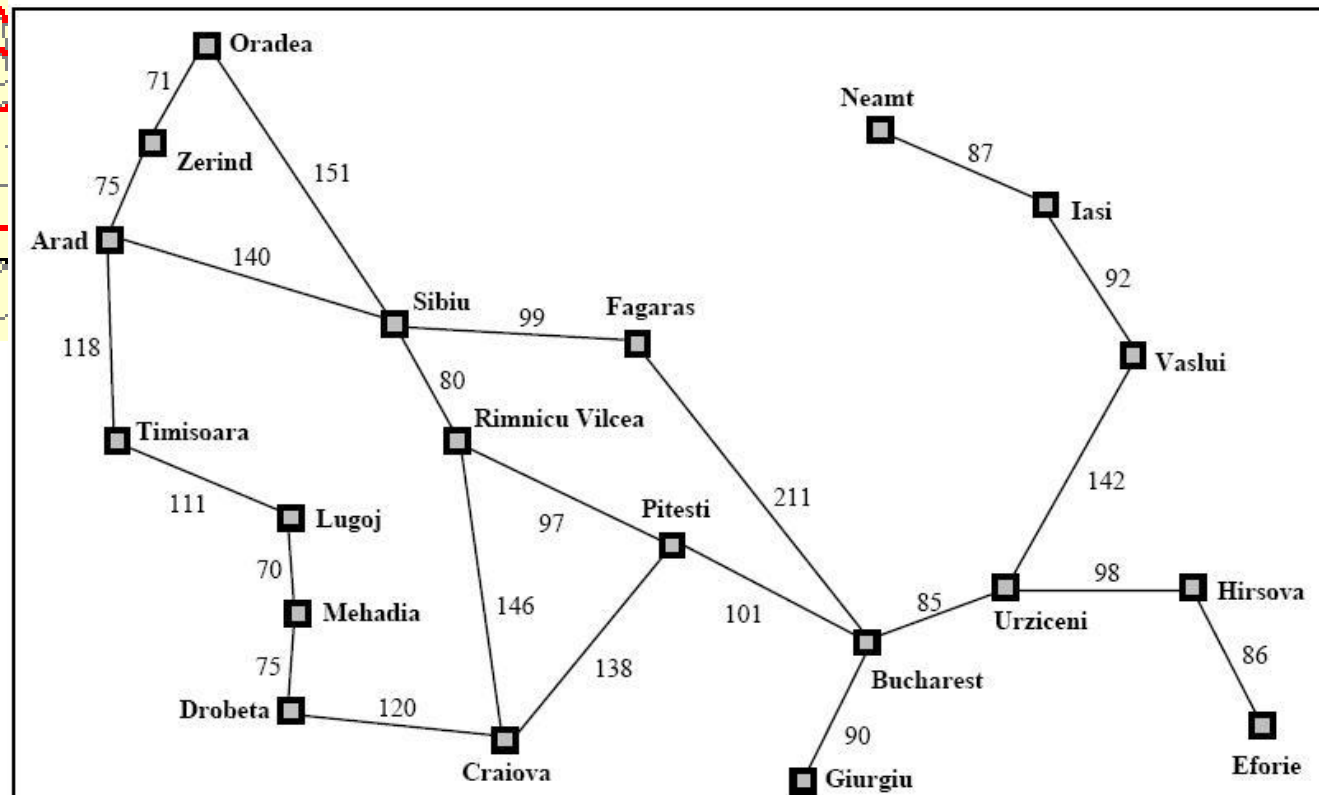 Oradea
71
Neamt
87
Zerind
151
75
Iasi
Arad
140
92
Sibiu
Fagaras
99
118
Vaslui
80
Rimnicu Vilcea
Timisoara
142
211
111
Lugoj
97
Pitesti
70
98
Hirsova
146
101
85
Urziceni
Mehadia
86
75
138
Bucharest
Drobeta
120
90
Craiova
Giurgiu
Eforie